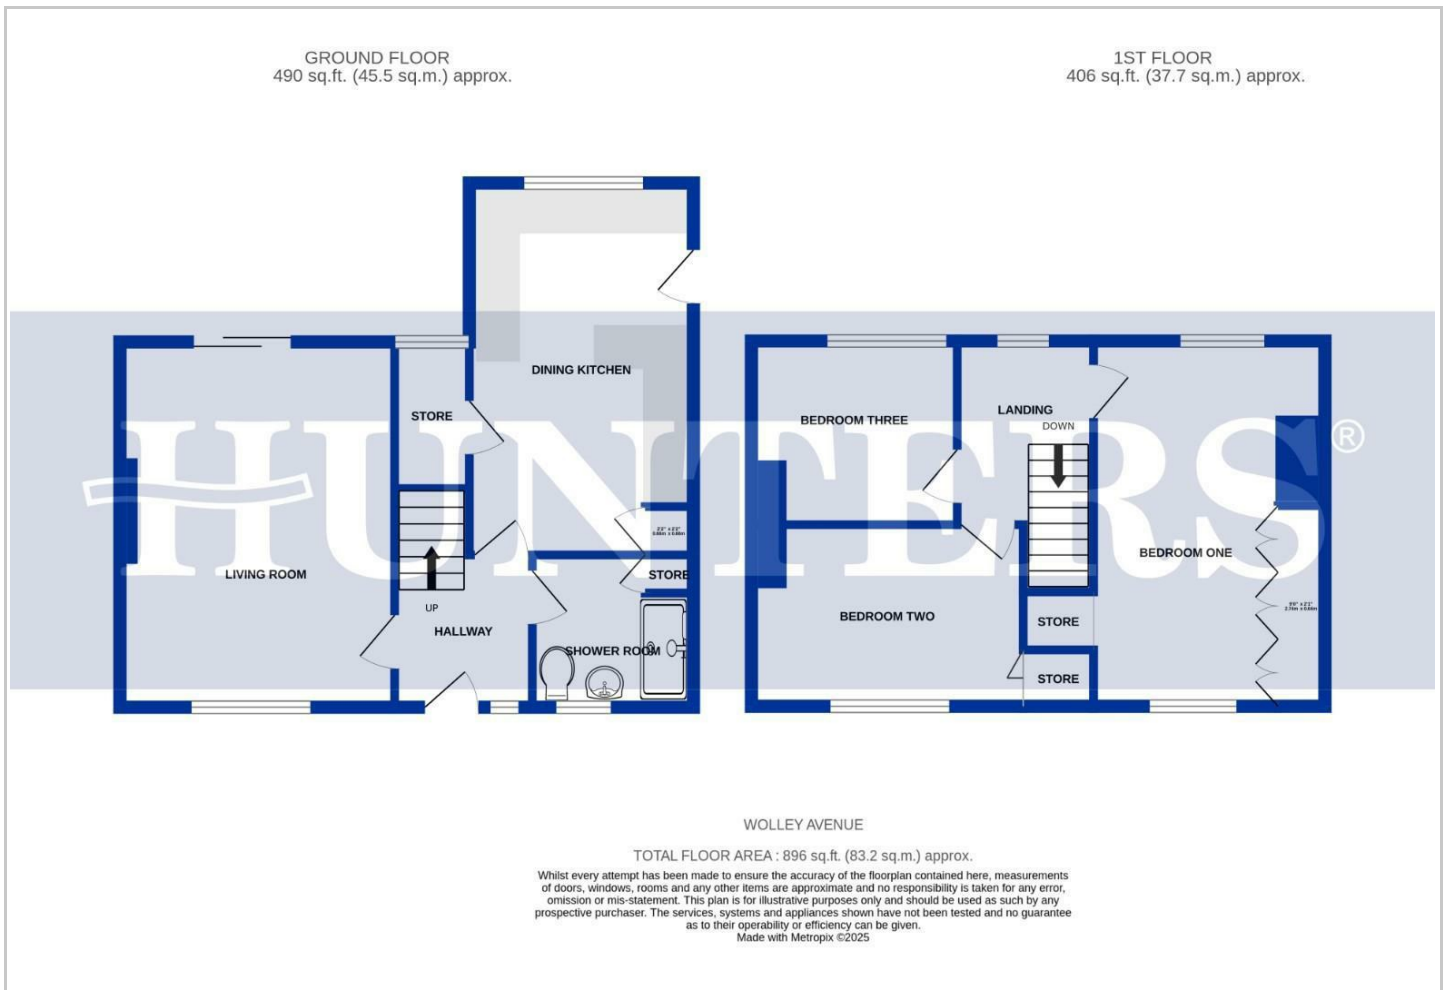 GROUND FLOOR
490 sq.ft. (45.5 sq.m.) approx.
1ST FLOOR
406 sq.ft. (37.7 sq.m.) approx.
DINING KITCHEN
STORE
LIVING ROOM
UP
HALLWAY
STORE
SHOWER ROOM
BEDROOM THREE
LANDING
DOWN
BEDROOM ONE
BEDROOM TWO
STORE
STORE
HUNTERS®
WOLLEY AVENUE
TOTAL FLOOR AREA : 896 sq.ft. (83.2 sq.m.) approx.
Whilst every attempt has been made to ensure the accuracy of the floorplan contained here, measurements
of doors, windows, rooms and any other items are approximate and no responsibility is taken for any error,
omission or mis-statement. This plan is for illustrative purposes only and should be used as such by any
prospective purchaser. The services, systems and appliances shown have not been tested and no guarantee
as to their operability or efficiency can be given.
Made with Metropix ©2025